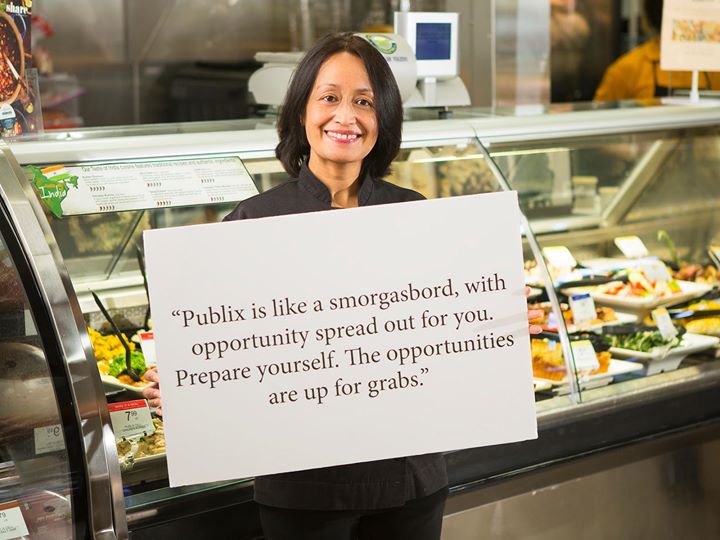 share
India
“Publix is like a smorgasbord, with
opportunity spread out for you.
Prepare yourself. The opportunities
are up for grabs.”
7.99